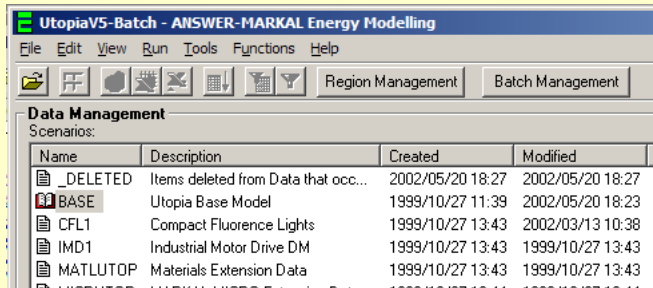 UtopiaV5-Batch - ANSWER-MARKAL Energy Modelling
File Edit View Run Tools Functions Help
Region Management Batch Management
Data Management
Scenarios:
Name Description Created Modified
_DELETED Items deleted from Data that occ... 2002/05/20 18:27 2002/05/20 18:27
BASE Utopia Base Model 1999/10/27 11:39 2002/05/20 18:23
CFL1 Compact Fluorence Lights 1999/10/27 13:43 2002/03/13 10:38
IMD1 Industrial Motor Drive DM 1999/10/27 13:43 1999/10/27 13:43
MATLUTOP Materials Extension Data 1999/10/27 13:43 1999/10/27 13:43